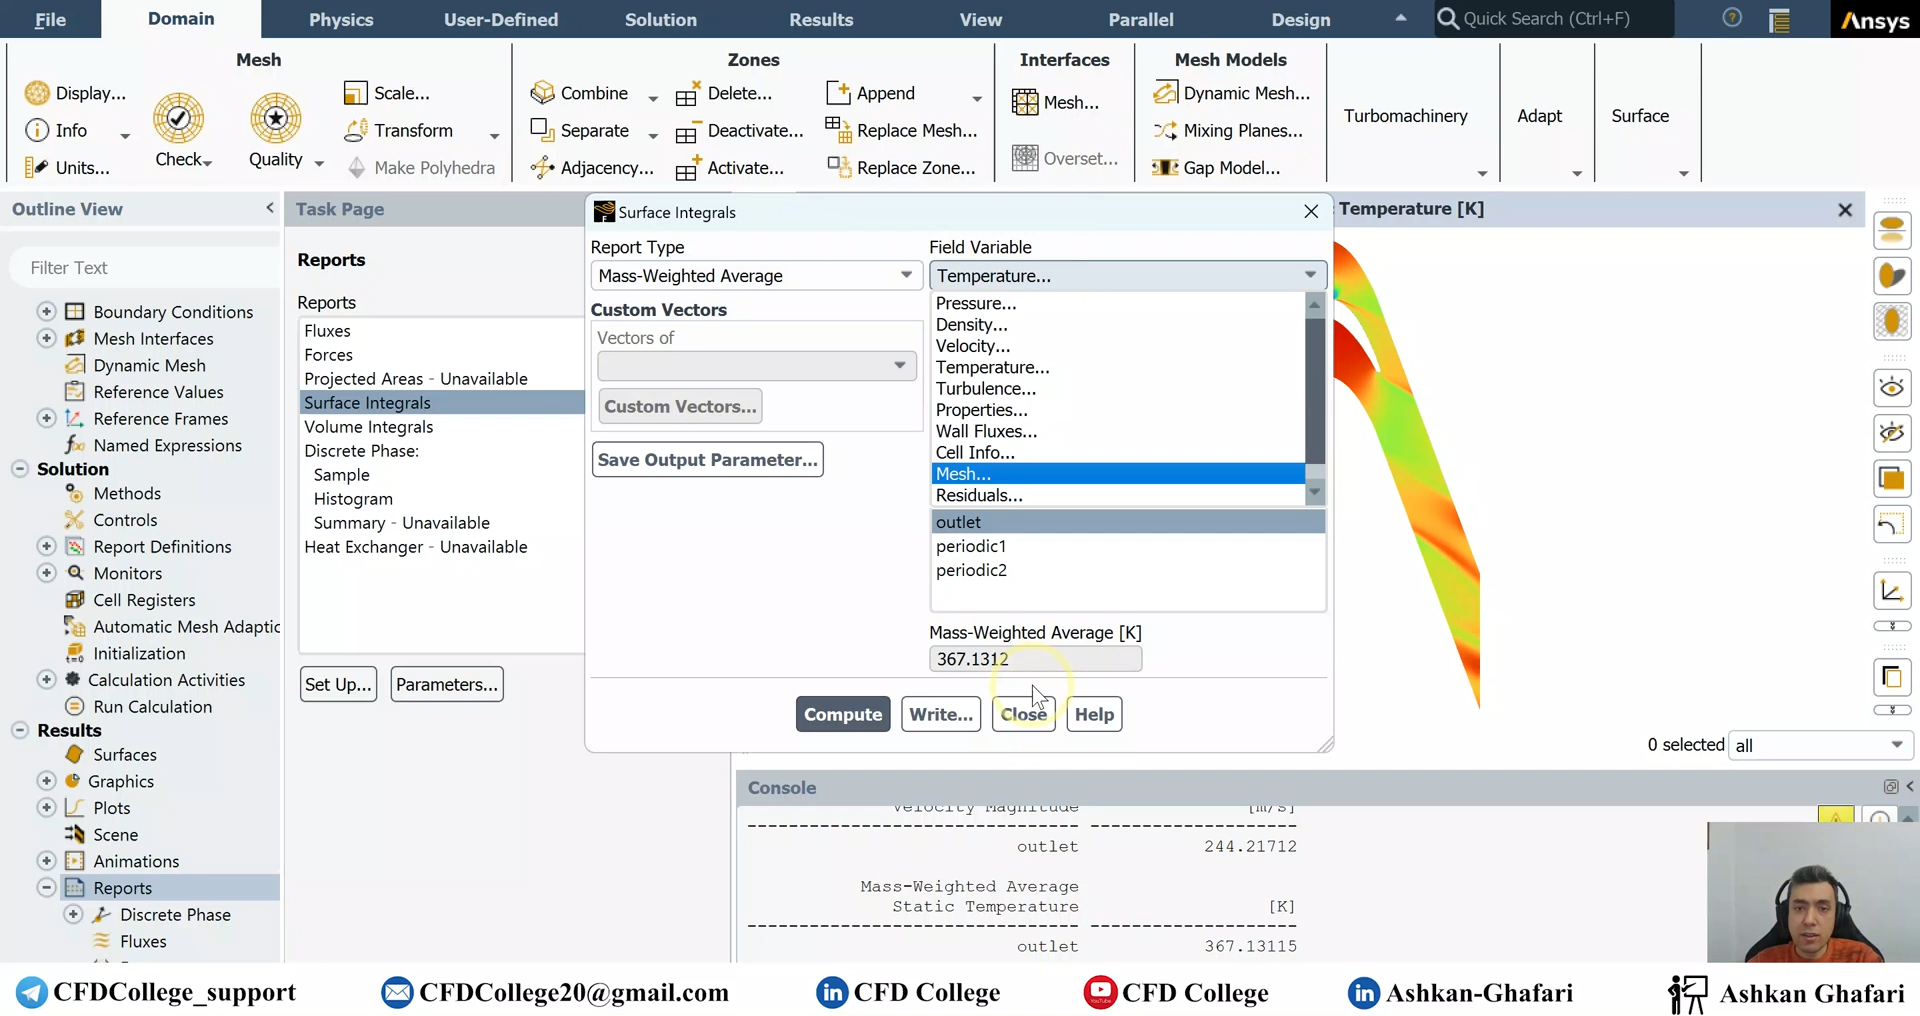 File
Domain
Physics
User-Defined
Solution
Results
View
Parallel
Design
Quick Search (Ctrl+F)
Ansys
Mesh
Display...
Info
Units...
Check
Quality
Scale...
Transform
Make Polyhedra
Zones
Combine
Separate
Adjacency...
Delete...
Deactivate...
Activate...
Append
Replace Mesh...
Replace Zone...
Interfaces
Mesh...
Overset...
Mesh Models
Dynamic Mesh...
Mixing Planes...
Gap Model...
Turbomachinery
Adapt
Surface
Outline View
Filter Text
Boundary Conditions
Mesh Interfaces
Dynamic Mesh
Reference Values
Reference Frames
Named Expressions
Solution
Methods
Controls
Report Definitions
Monitors
Cell Registers
Automatic Mesh Adaptic
Initialization
Calculation Activities
Run Calculation
Results
Surfaces
Graphics
Plots
Scene
Animations
Reports
Discrete Phase
Fluxes
Task Page
Reports
Reports
Fluxes
Forces
Projected Areas - Unavailable
Surface Integrals
Volume Integrals
Discrete Phase:
Sample
Histogram
Summary - Unavailable
Heat Exchanger - Unavailable
Set Up...
Parameters...
Surface Integrals
Report Type
Mass-Weighted Average
Custom Vectors
Vectors of
Custom Vectors...
Save Output Parameter...
Field Variable
Temperature...
Pressure...
Density...
Velocity...
Temperature...
Turbulence...
Properties...
Wall Fluxes...
Cell Info...
Mesh...
Residuals...
outlet
periodic1
periodic2
Mass-Weighted Average [K]
367.1312
Compute
Write...
Close
Help
Temperature [K]
0 selected
all
Console
Velocity Magnitude [m/s]
-------------------------------- --------------------
outlet 244.21712
Mass-Weighted Average
Static Temperature [K]
-------------------------------- --------------------
outlet 367.13115
CFDCollege_support
CFDCollege20@gmail.com
CFD College
CFD College
Ashkan-Ghafari
Ashkan Ghafari